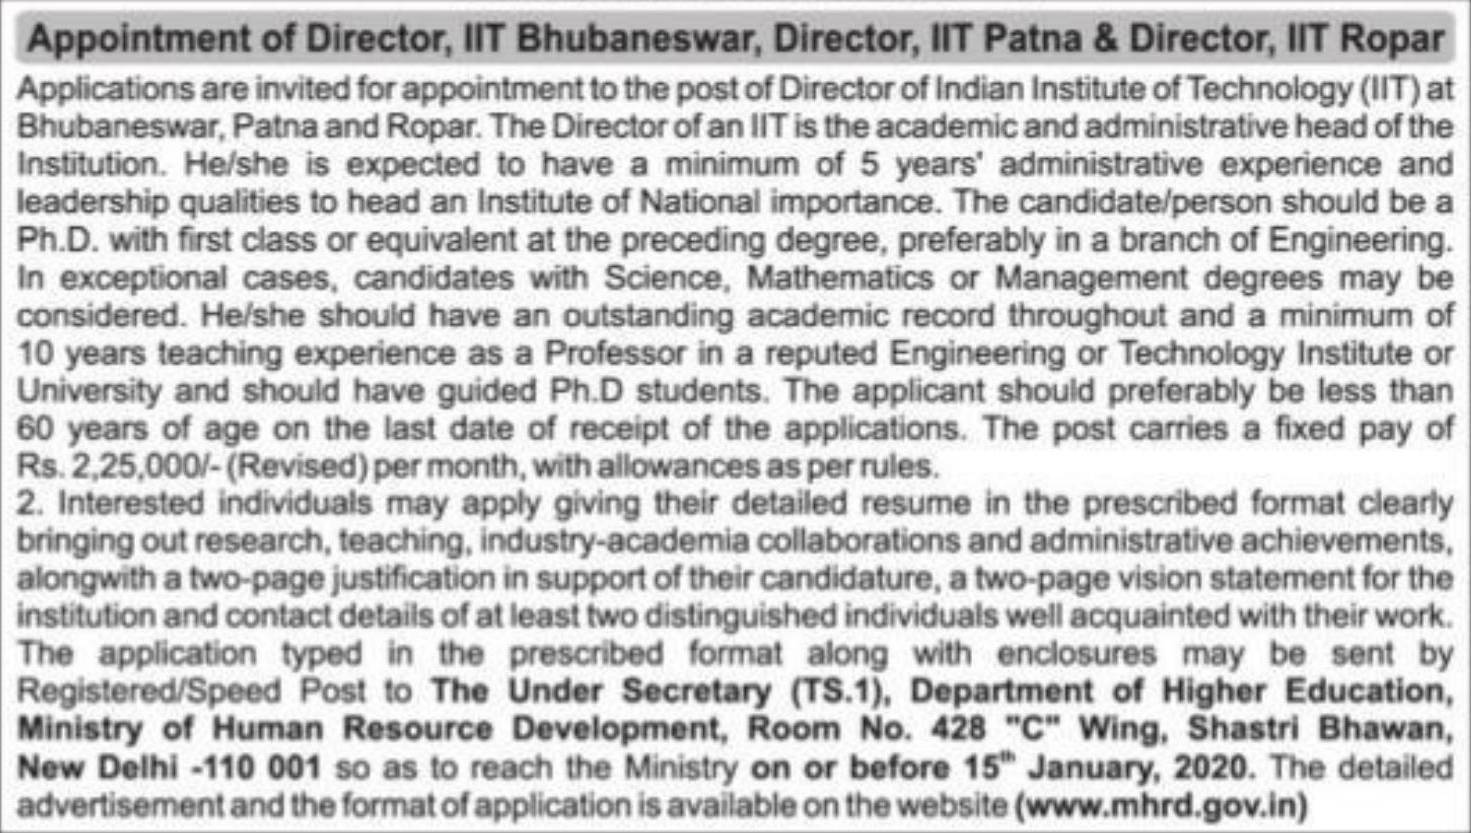 Appointment of Director, IIT Bhubaneswar, Director, IIT Patna & Director, IIT Ropar
Applications are invited for appointment to the post of Director of Indian Institute of Technology (IIT) at
Bhubaneswar, Patna and Ropar. The Director of an IIT is the academic and administrative head of the
Institution. He/she is expected to have a minimum of 5 years' administrative experience and
leadership qualities to head an Institute of National importance. The candidate/person should be a
Ph.D. with first class or equivalent at the preceding degree, preferably in a branch of Engineering.
In exceptional cases, candidates with Science, Mathematics or Management degrees may be
considered. He/she should have an outstanding academic record throughout and a minimum of
10 years teaching experience as a Professor in a reputed Engineering or Technology Institute or
University and should have guided Ph.D students. The applicant should preferably be less than
60 years of age on the last date of receipt of the applications. The post carries a fixed pay of
Rs. 2,25,000/- (Revised) per month, with allowances as per rules.
2. Interested individuals may apply giving their detailed resume in the prescribed format clearly
bringing out research, teaching, industry-academia collaborations and administrative achievements,
alongwith a two-page justification in support of their candidature, a two-page vision statement for the
institution and contact details of at least two distinguished individuals well acquainted with their work.
The application typed in the prescribed format along with enclosures may be sent by
Registered/Speed Post to The Under Secretary (TS.1), Department of Higher Education,
Ministry of Human Resource Development, Room No. 428 "C" Wing, Shastri Bhawan,
New Delhi -110 001 so as to reach the Ministry on or before 15th January, 2020. The detailed
advertisement and the format of application is available on the website (www.mhrd.gov.in)